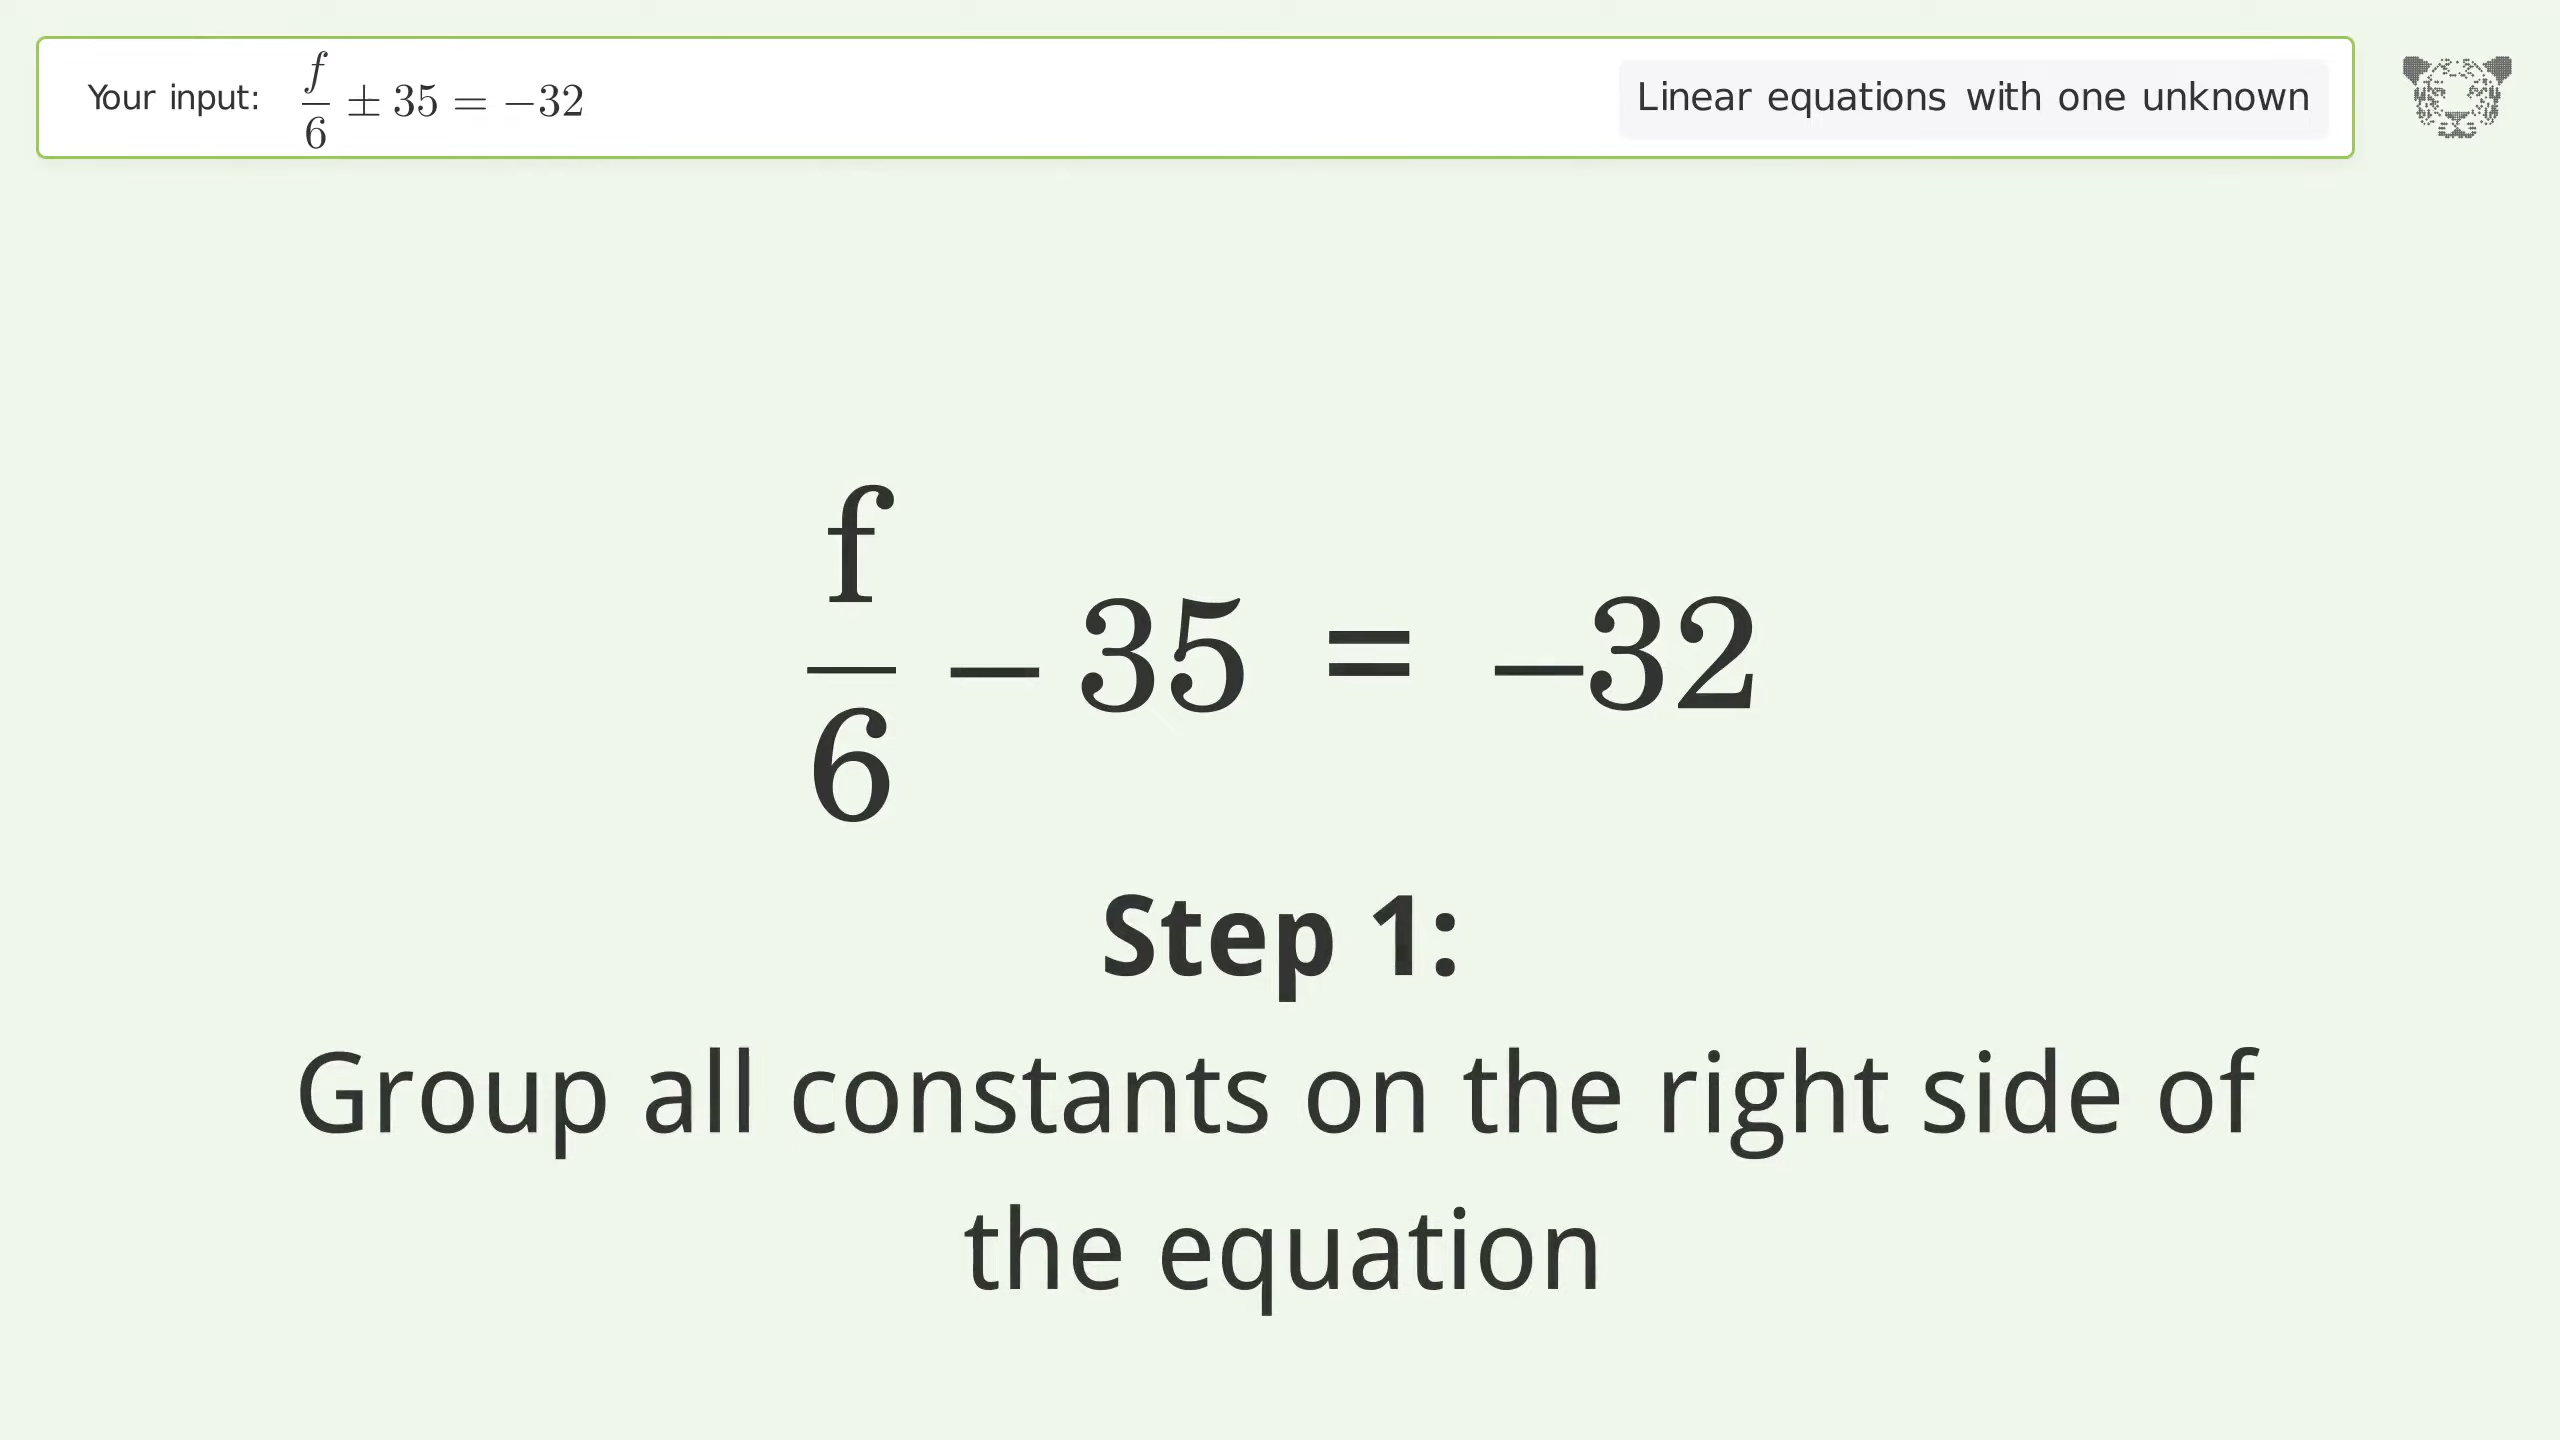 Your input: f/6 ± 35 = −32
Linear equations with one unknown
f/6 − 35 = −32
Step 1:
Group all constants on the right side of
the equation